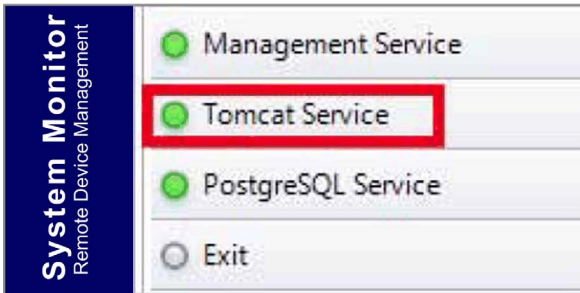 System Monitor
Remote Device Management
Management Service
Tomcat Service
PostgreSQL Service
Exit